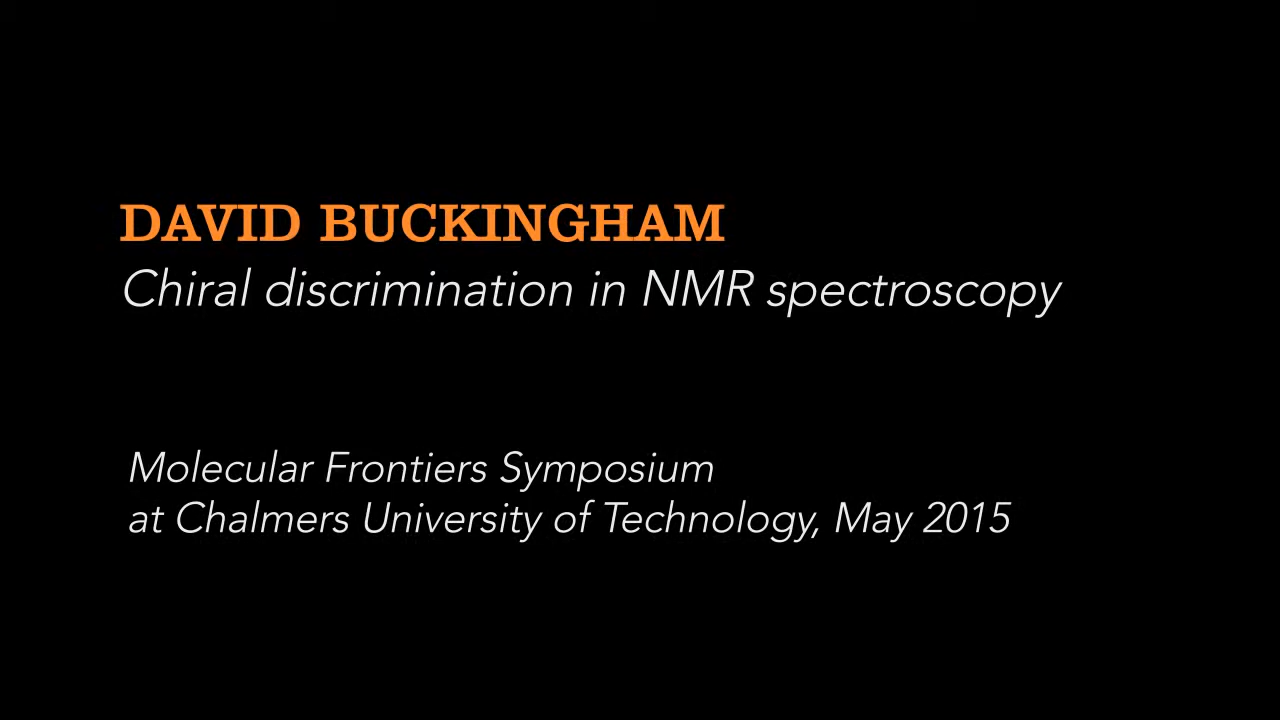 DAVID BUCKINGHAM
Chiral discrimination in NMR spectroscopy
Molecular Frontiers Symposium
at Chalmers University of Technology, May 2015